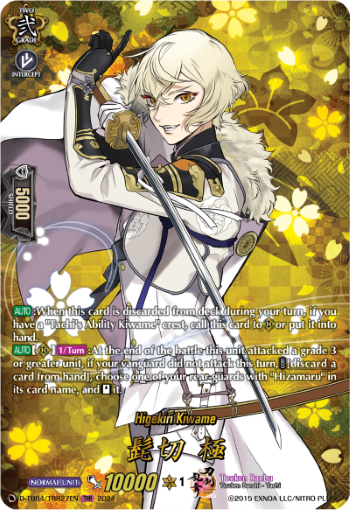 TWO
弐
GRADE
INTERCEPT
5000
SHIELD
AUTO:When this card is discarded from deck during your turn, if you
have a "Tachi's Ability Kiwame" crest, call this card to R or put it into
hand.
AUTO【R】1/Turn :At the end of the battle this unit attacked a grade 3
or greater unit, if your vanguard did not attack this turn, [discard a
card from hand], choose one of your rear-guards with "Hizamaru" in
its card name, and it.
Higekiri Kiwame
髭切 極
NORMAL UNIT
10000
1
Touken Ranbu
Touken Danshi - Tachi
D-TB04/TBR27EN 2024
©2015 EXNOA LLC/NITRO PLUS